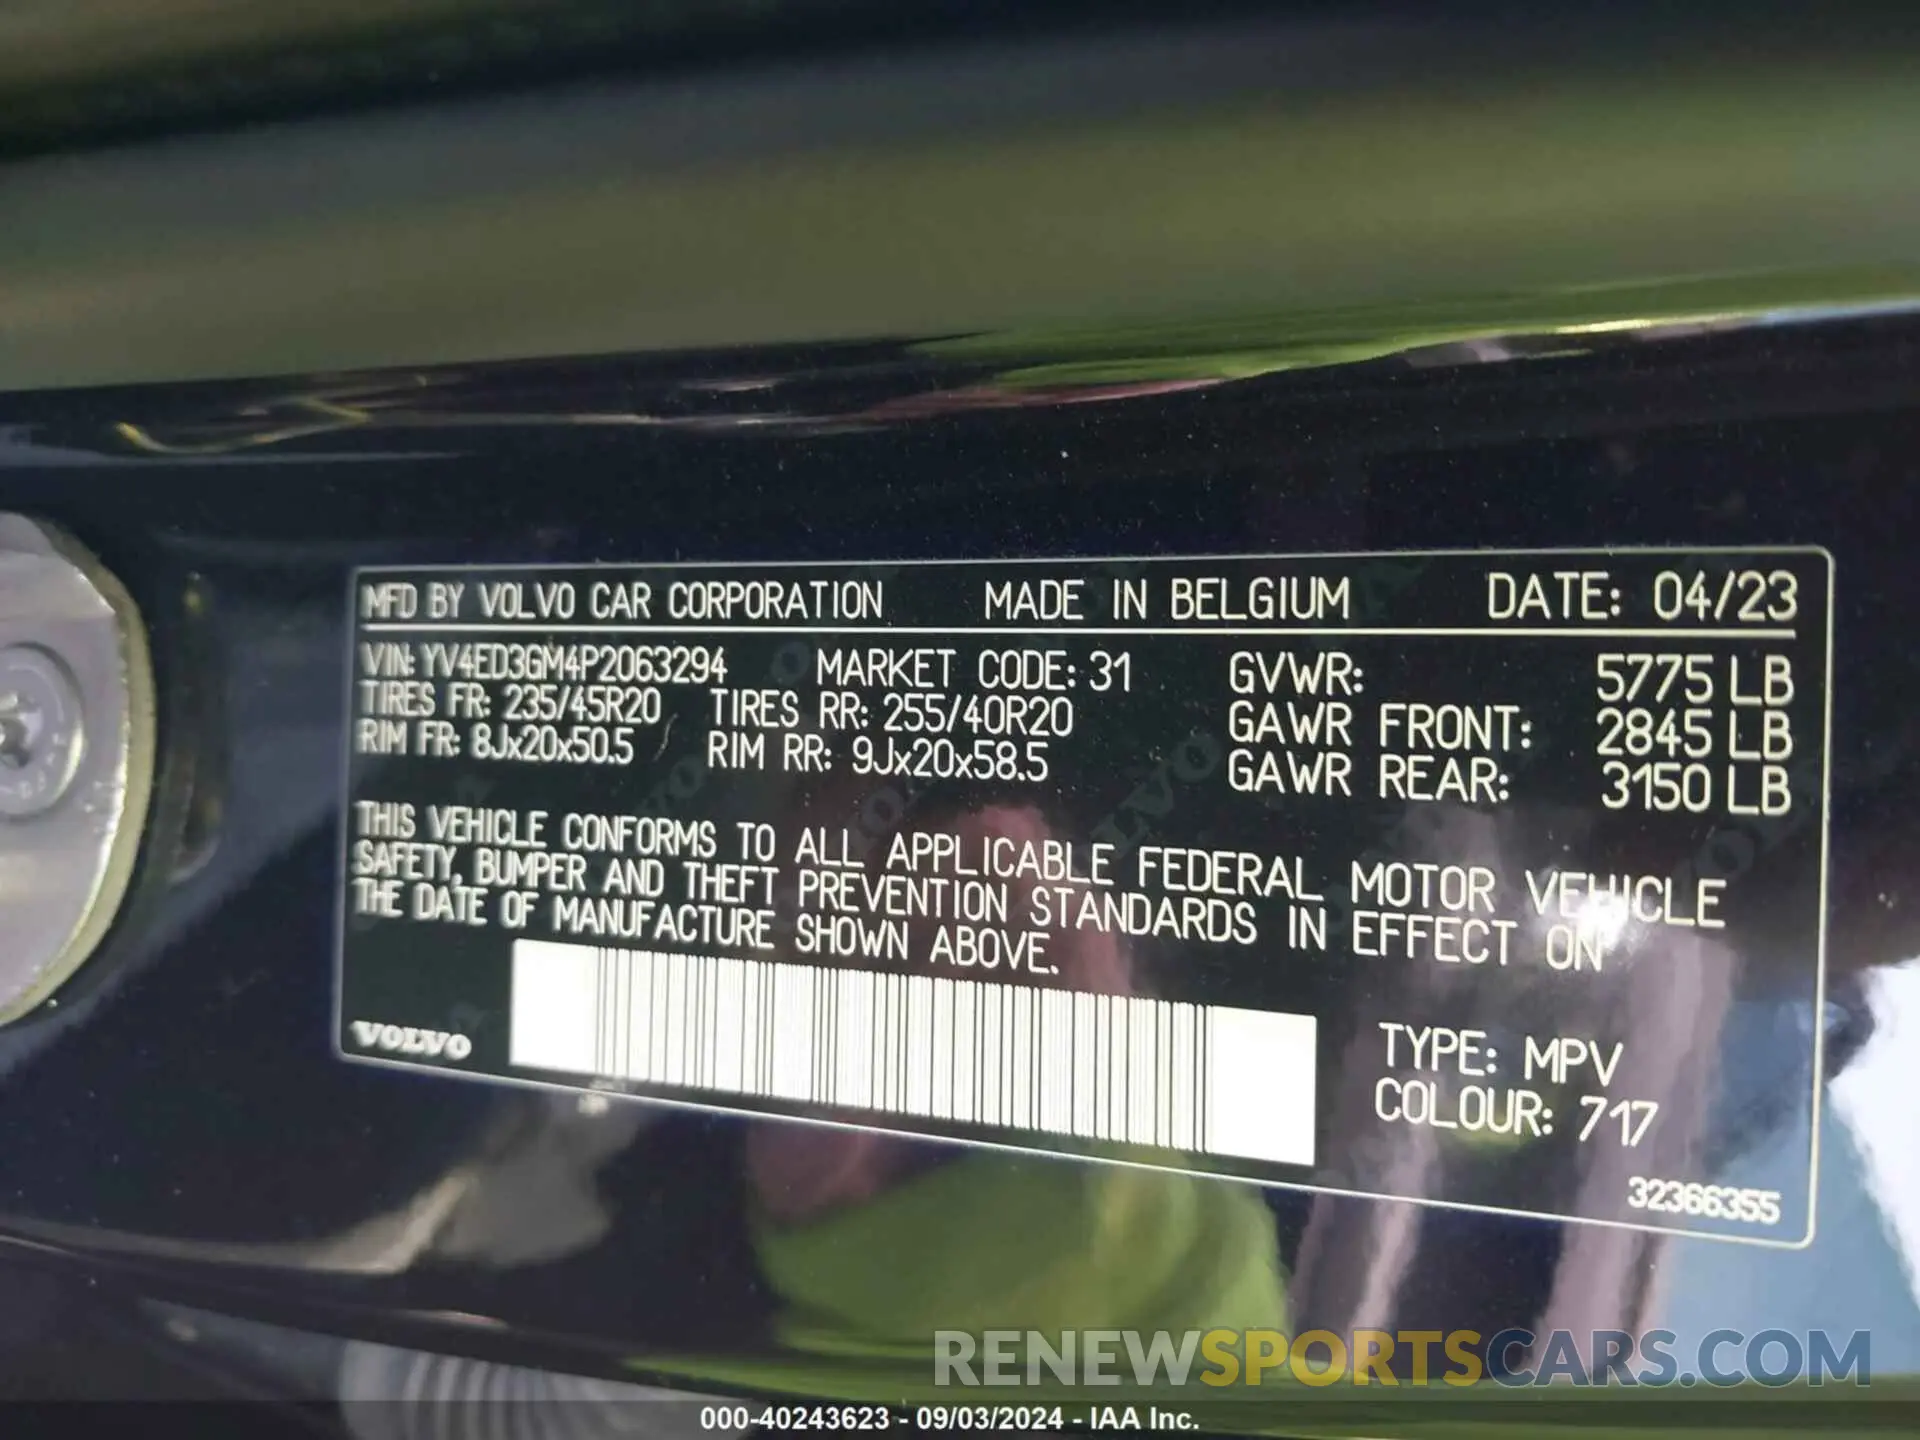 MFD BY VOLVO CAR CORPORATION MADE IN BELGIUM DATE: 04/23
VIN: YV4ED3GM4P2063294 MARKET CODE: 31 GVWR: 5775 LB
TIRES FR: 235/45R20 TIRES RR: 255/40R20 GAWR FRONT: 2845 LB
RIM FR: 8Jx20x50.5 RIM RR: 9Jx20x58.5 GAWR REAR: 3150 LB
THIS VEHICLE CONFORMS TO ALL APPLICABLE FEDERAL MOTOR VEHICLE
SAFETY, BUMPER AND THEFT PREVENTION STANDARDS IN EFFECT ON
THE DATE OF MANUFACTURE SHOWN ABOVE.
VOLVO
TYPE: MPV
COLOUR: 717
32366355
RENEWSPORTSCARS.COM
000-40243623 - 09/03/2024 - IAA Inc.